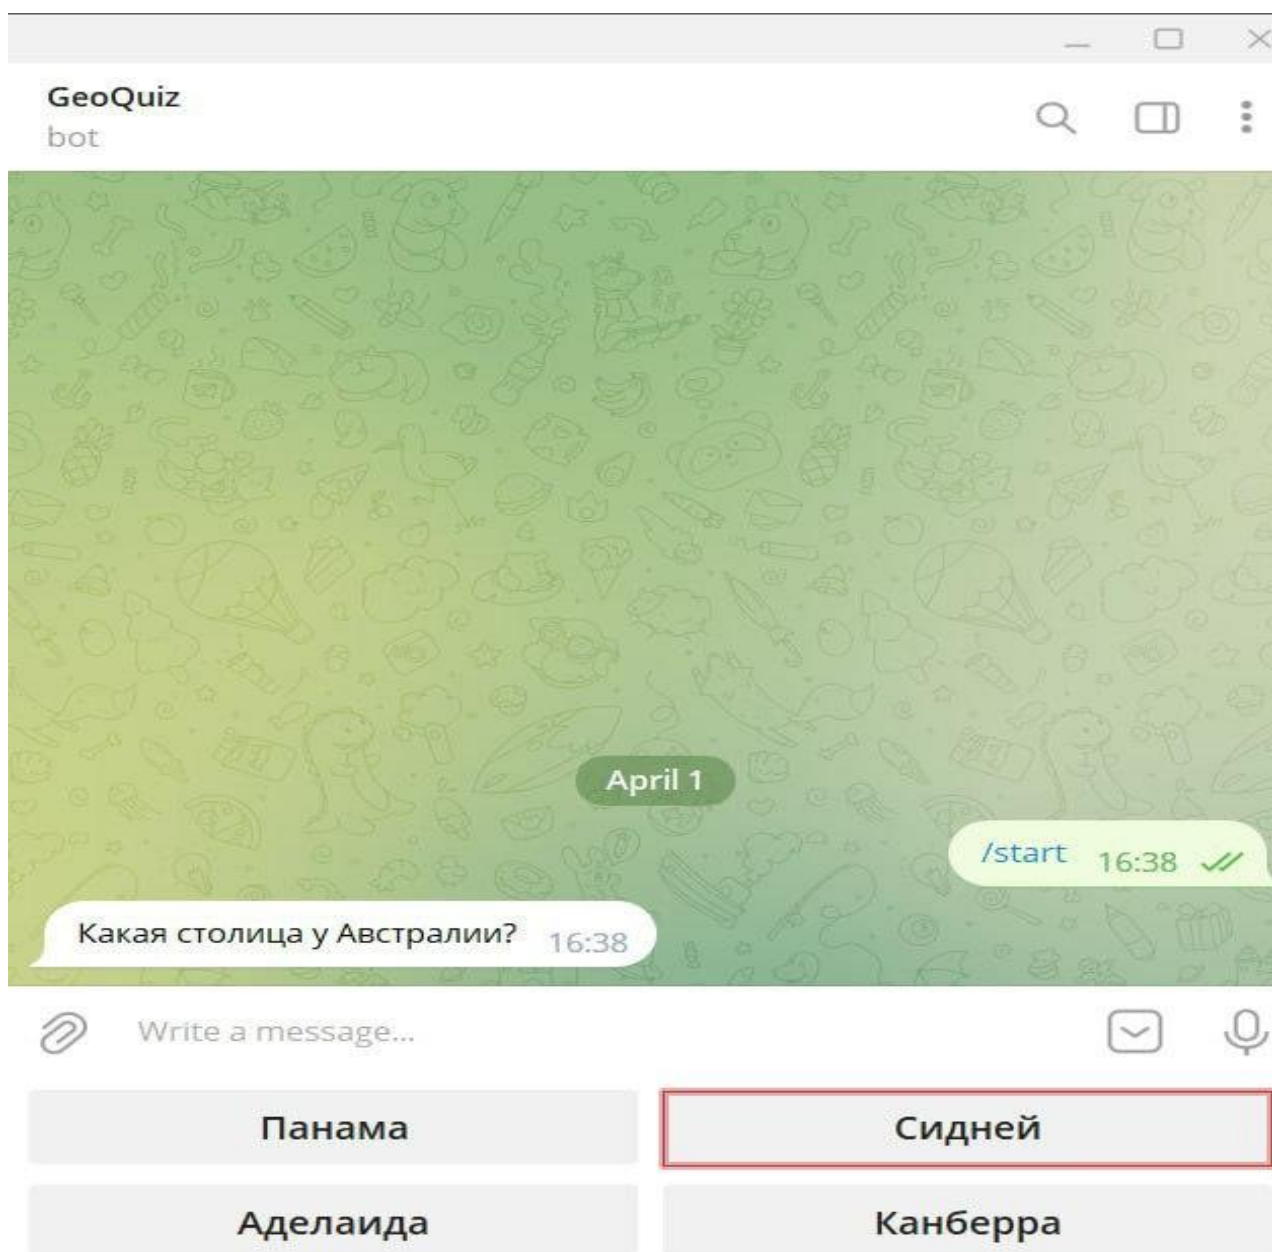 GeoQuiz
bot
April 1
/start 16:38
Какая столица у Австралии? 16:38
Write a message...
Панама Сидней
Аделаида Канберра